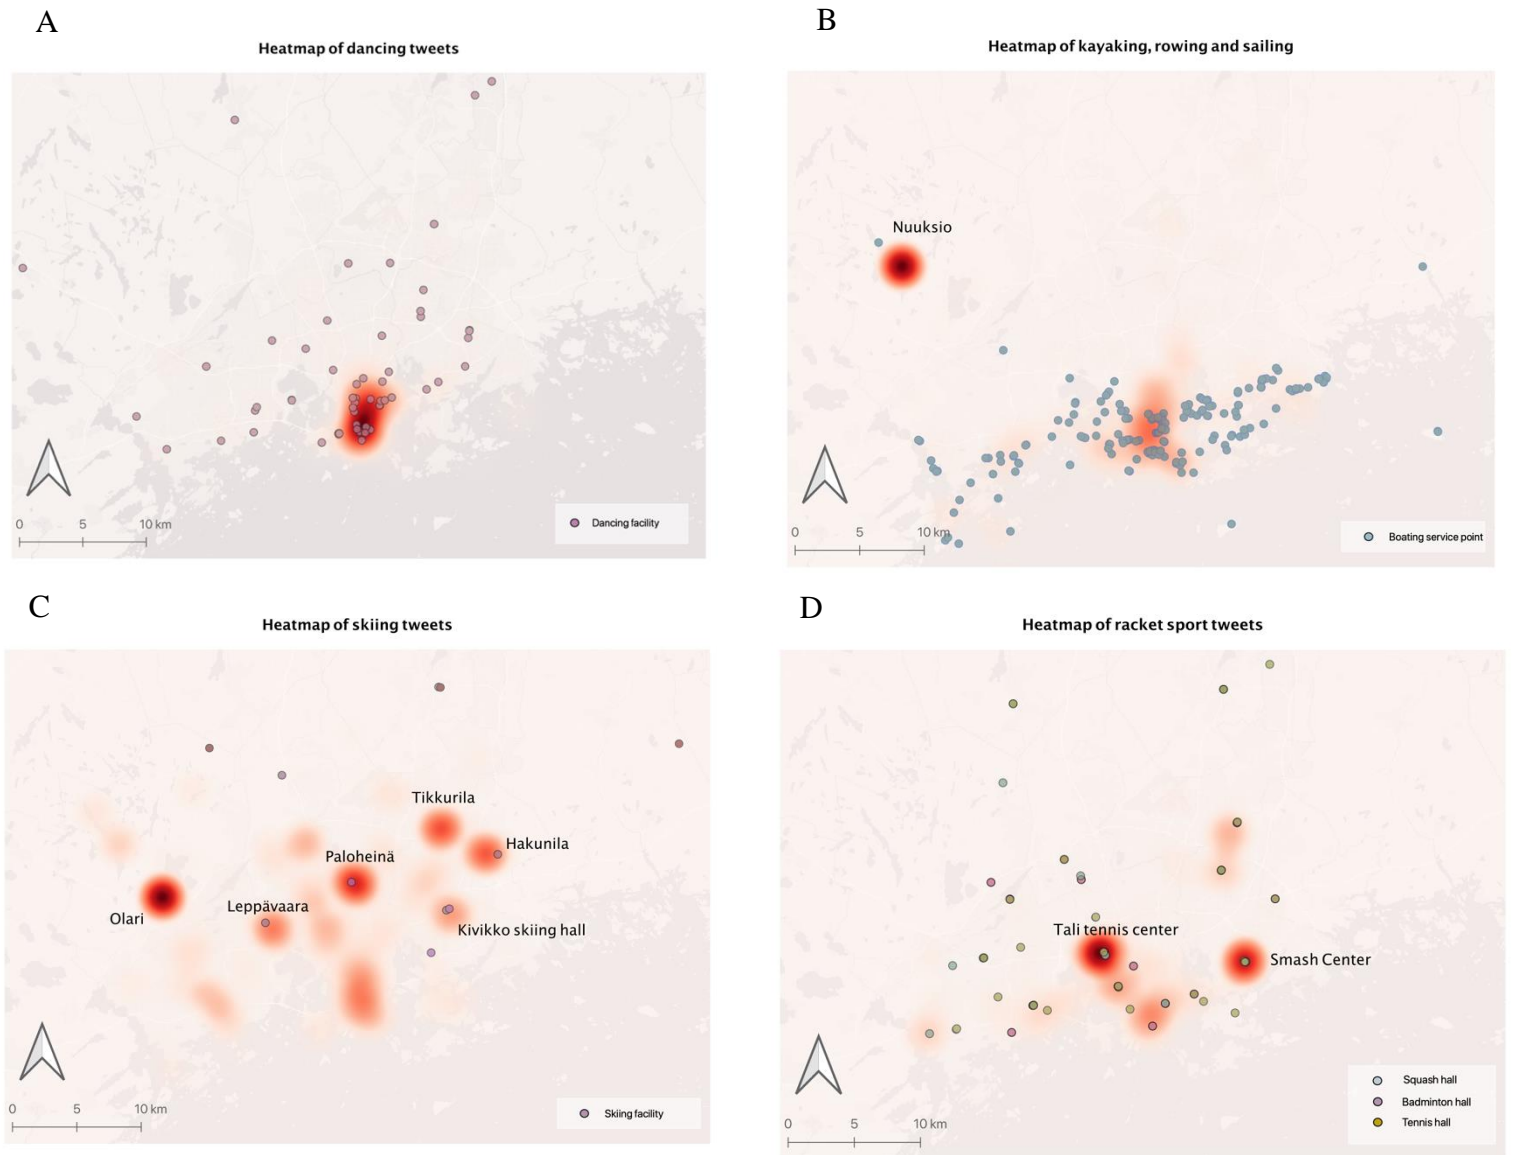 A
Heatmap of dancing tweets
0 5 10 km
Dancing facility
B
Heatmap of kayaking, rowing and sailing
Nuuksio
0 5 10 km
Boating service point
C
Heatmap of skiing tweets
Tikkurila
Hakunila
Paloheinä
Leppävaara
Olari
Kivikko skiing hall
0 5 10 km
Skiing facility
D
Heatmap of racket sport tweets
Tali tennis center
Smash Center
0 5 10 km
Squash hall
Badminton hall
Tennis hall